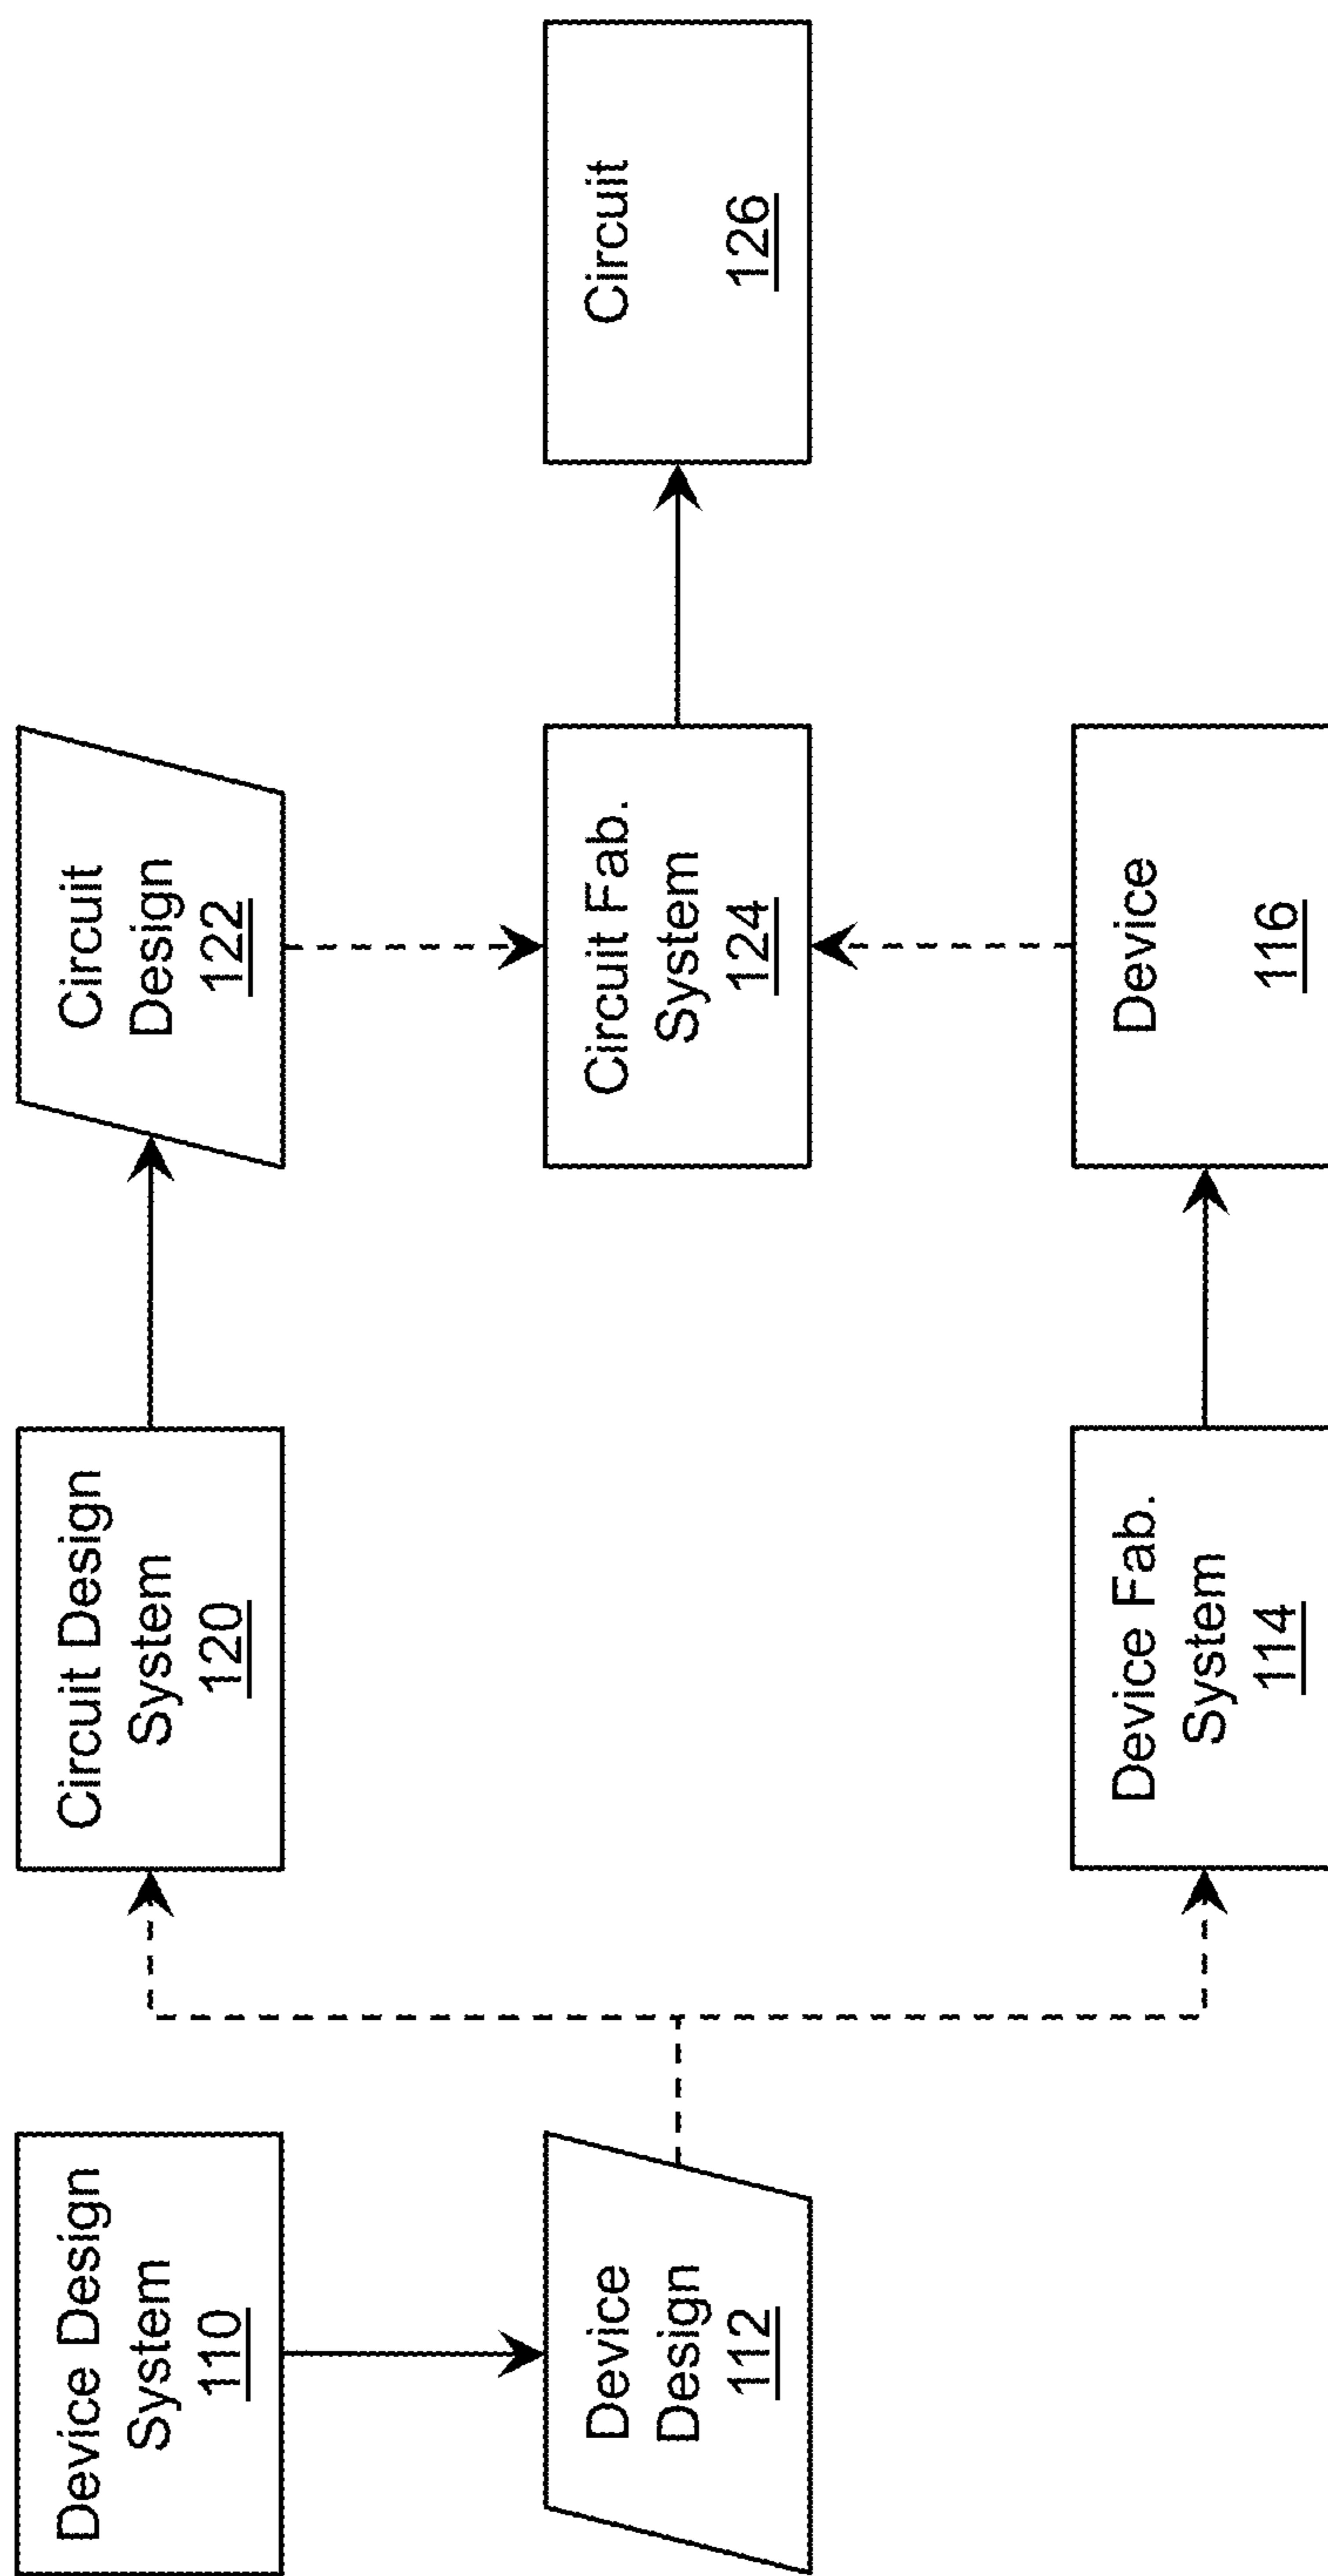 Device Design
System
110
Device
Design
112
Circuit Design
System
120
Device Fab.
System
114
Circuit
Design
122
Circuit Fab.
System
124
Device
116
Circuit
126